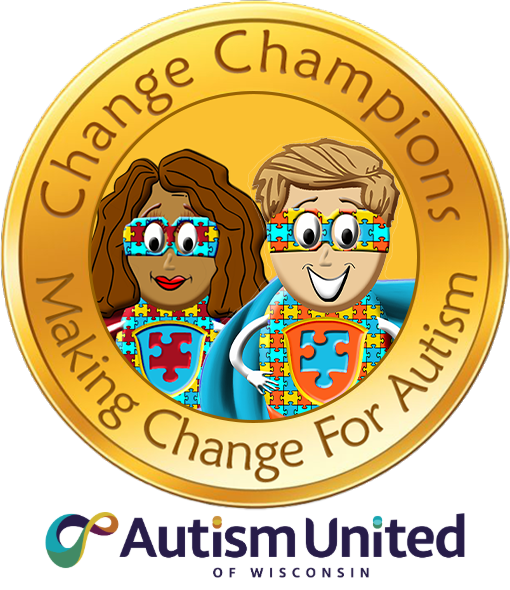 Change Champions
Making Change For Autism
Autism United
OF WISCONSIN